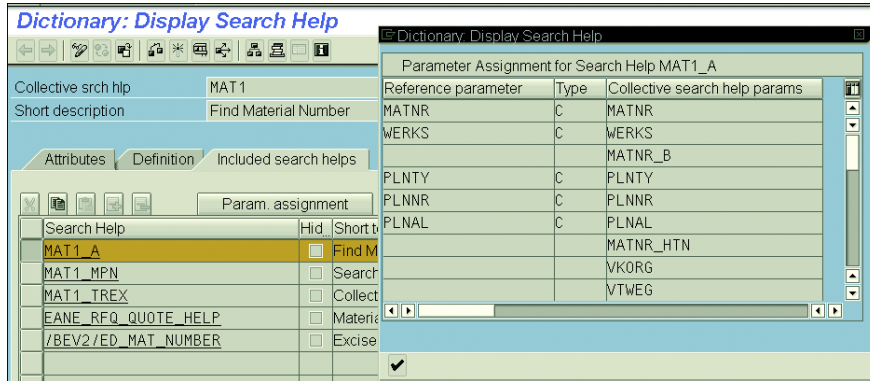 Dictionary: Display Search Help
Collective srch hlp MAT1
Short description Find Material Number
Attributes Definition Included search helps
Param. assignment
Search Help Hid... Short t
MAT1_A Find M
MAT1_MPN Search
MAT1_TREX Collect
EANE_RFQ_QUOTE_HELP Materia
/BEV2/ED_MAT_NUMBER Excise
Dictionary: Display Search Help
Parameter Assignment for Search Help MAT1_A
Reference parameter Type Collective search help params
MATNR C MATNR
WERKS C WERKS
MATNR_B
PLNTY C PLNTY
PLNNR C PLNNR
PLNAL C PLNAL
MATNR_HTN
VKORG
VTWEG